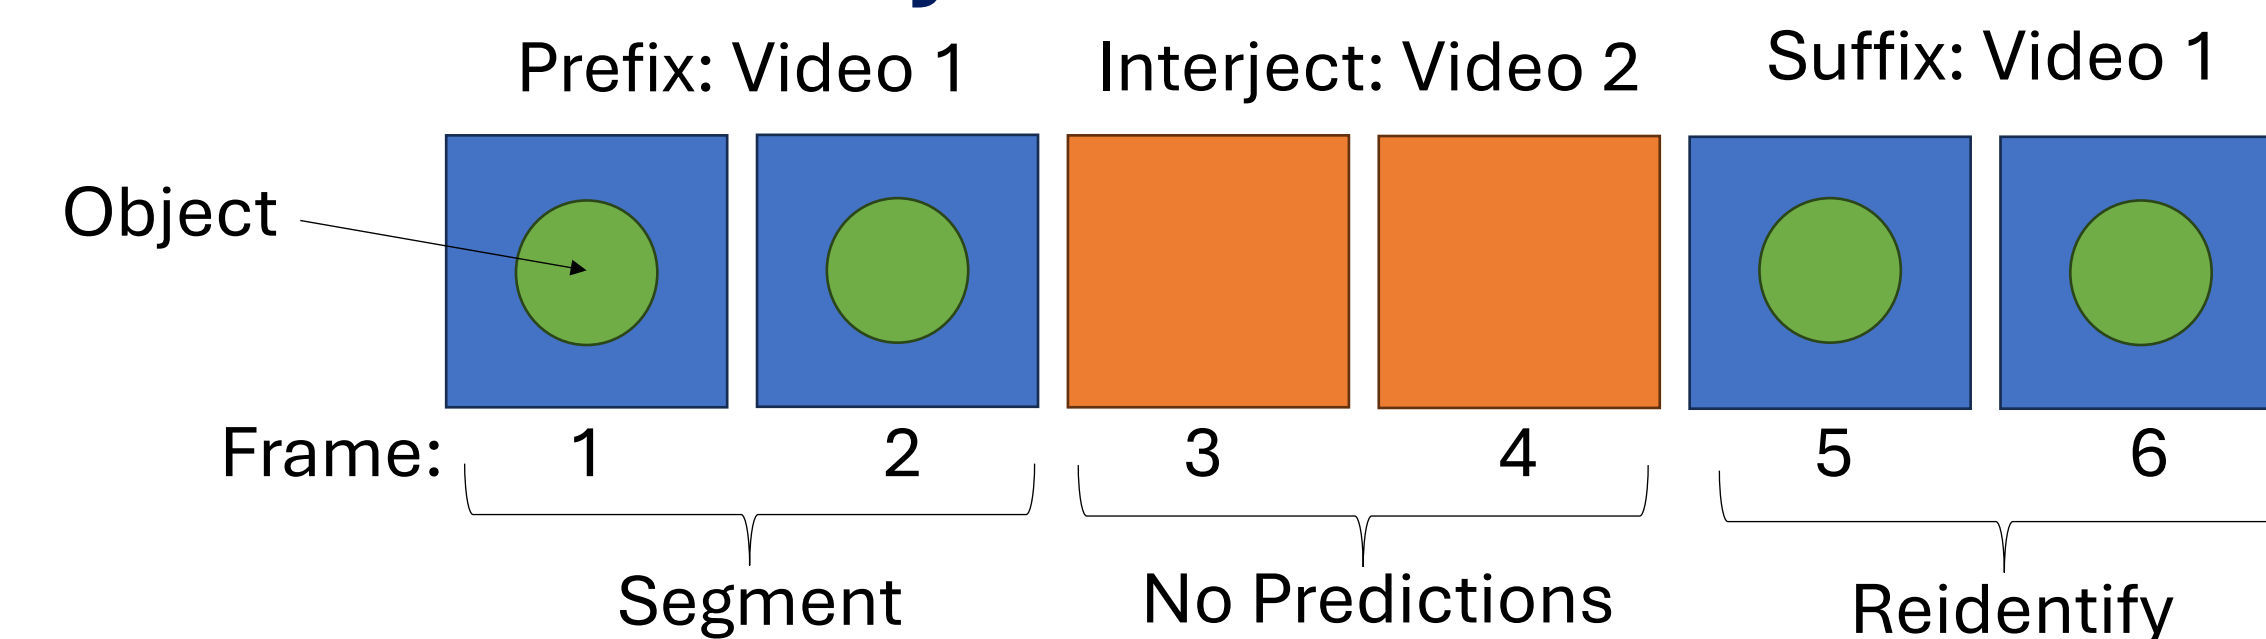 Prefix: Video 1
Interject: Video 2
Suffix: Video 1
Object
Frame: 1 2 3 4 5 6
Segment
No Predictions
Reidentify